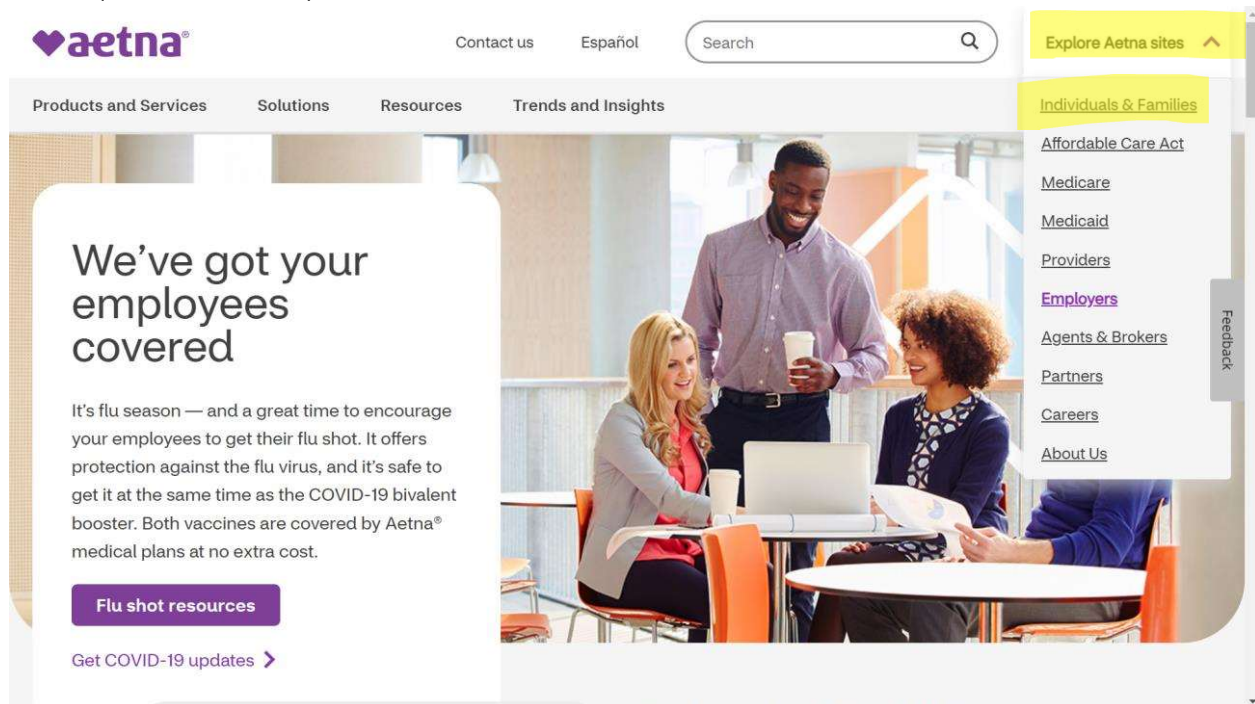 aetna®
Contact us
Español
Search
Explore Aetna sites
Products and Services
Solutions
Resources
Trends and Insights
Individuals & Families
Affordable Care Act
Medicare
Medicaid
Providers
Employers
Agents & Brokers
Partners
Careers
About Us
Feedback
We've got your
employees
covered
It's flu season — and a great time to encourage
your employees to get their flu shot. It offers
protection against the flu virus, and it's safe to
get it at the same time as the COVID-19 bivalent
booster. Both vaccines are covered by Aetna®
medical plans at no extra cost.
Flu shot resources
Get COVID-19 updates